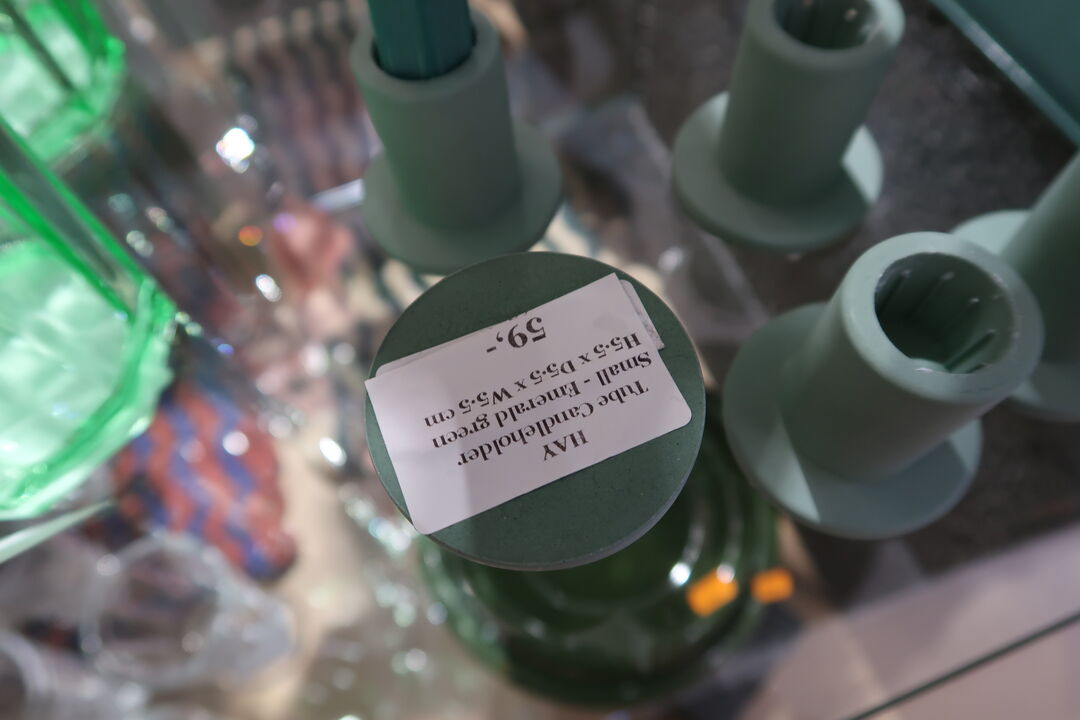 HAY
Tube Candleholder
Small - Emerald green
H5.5 x D5.5 x W5.5 cm
59,-